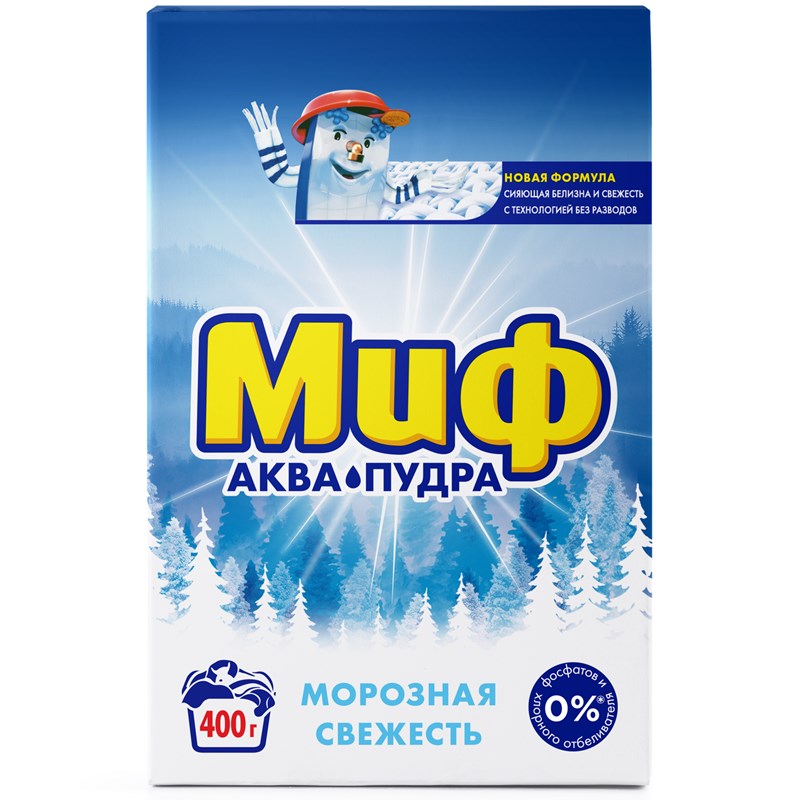 НОВАЯ ФОРМУЛА
СИЯЮЩАЯ БЕЛИЗНА И СВЕЖЕСТЬ
С ТЕХНОЛОГИЕЙ БЕЗ РАЗВОДОВ
Миф
АКВА ПУДРА
400 г
МОРОЗНАЯ
СВЕЖЕСТЬ
фосфатов и
0%*
хлорного отбеливателя